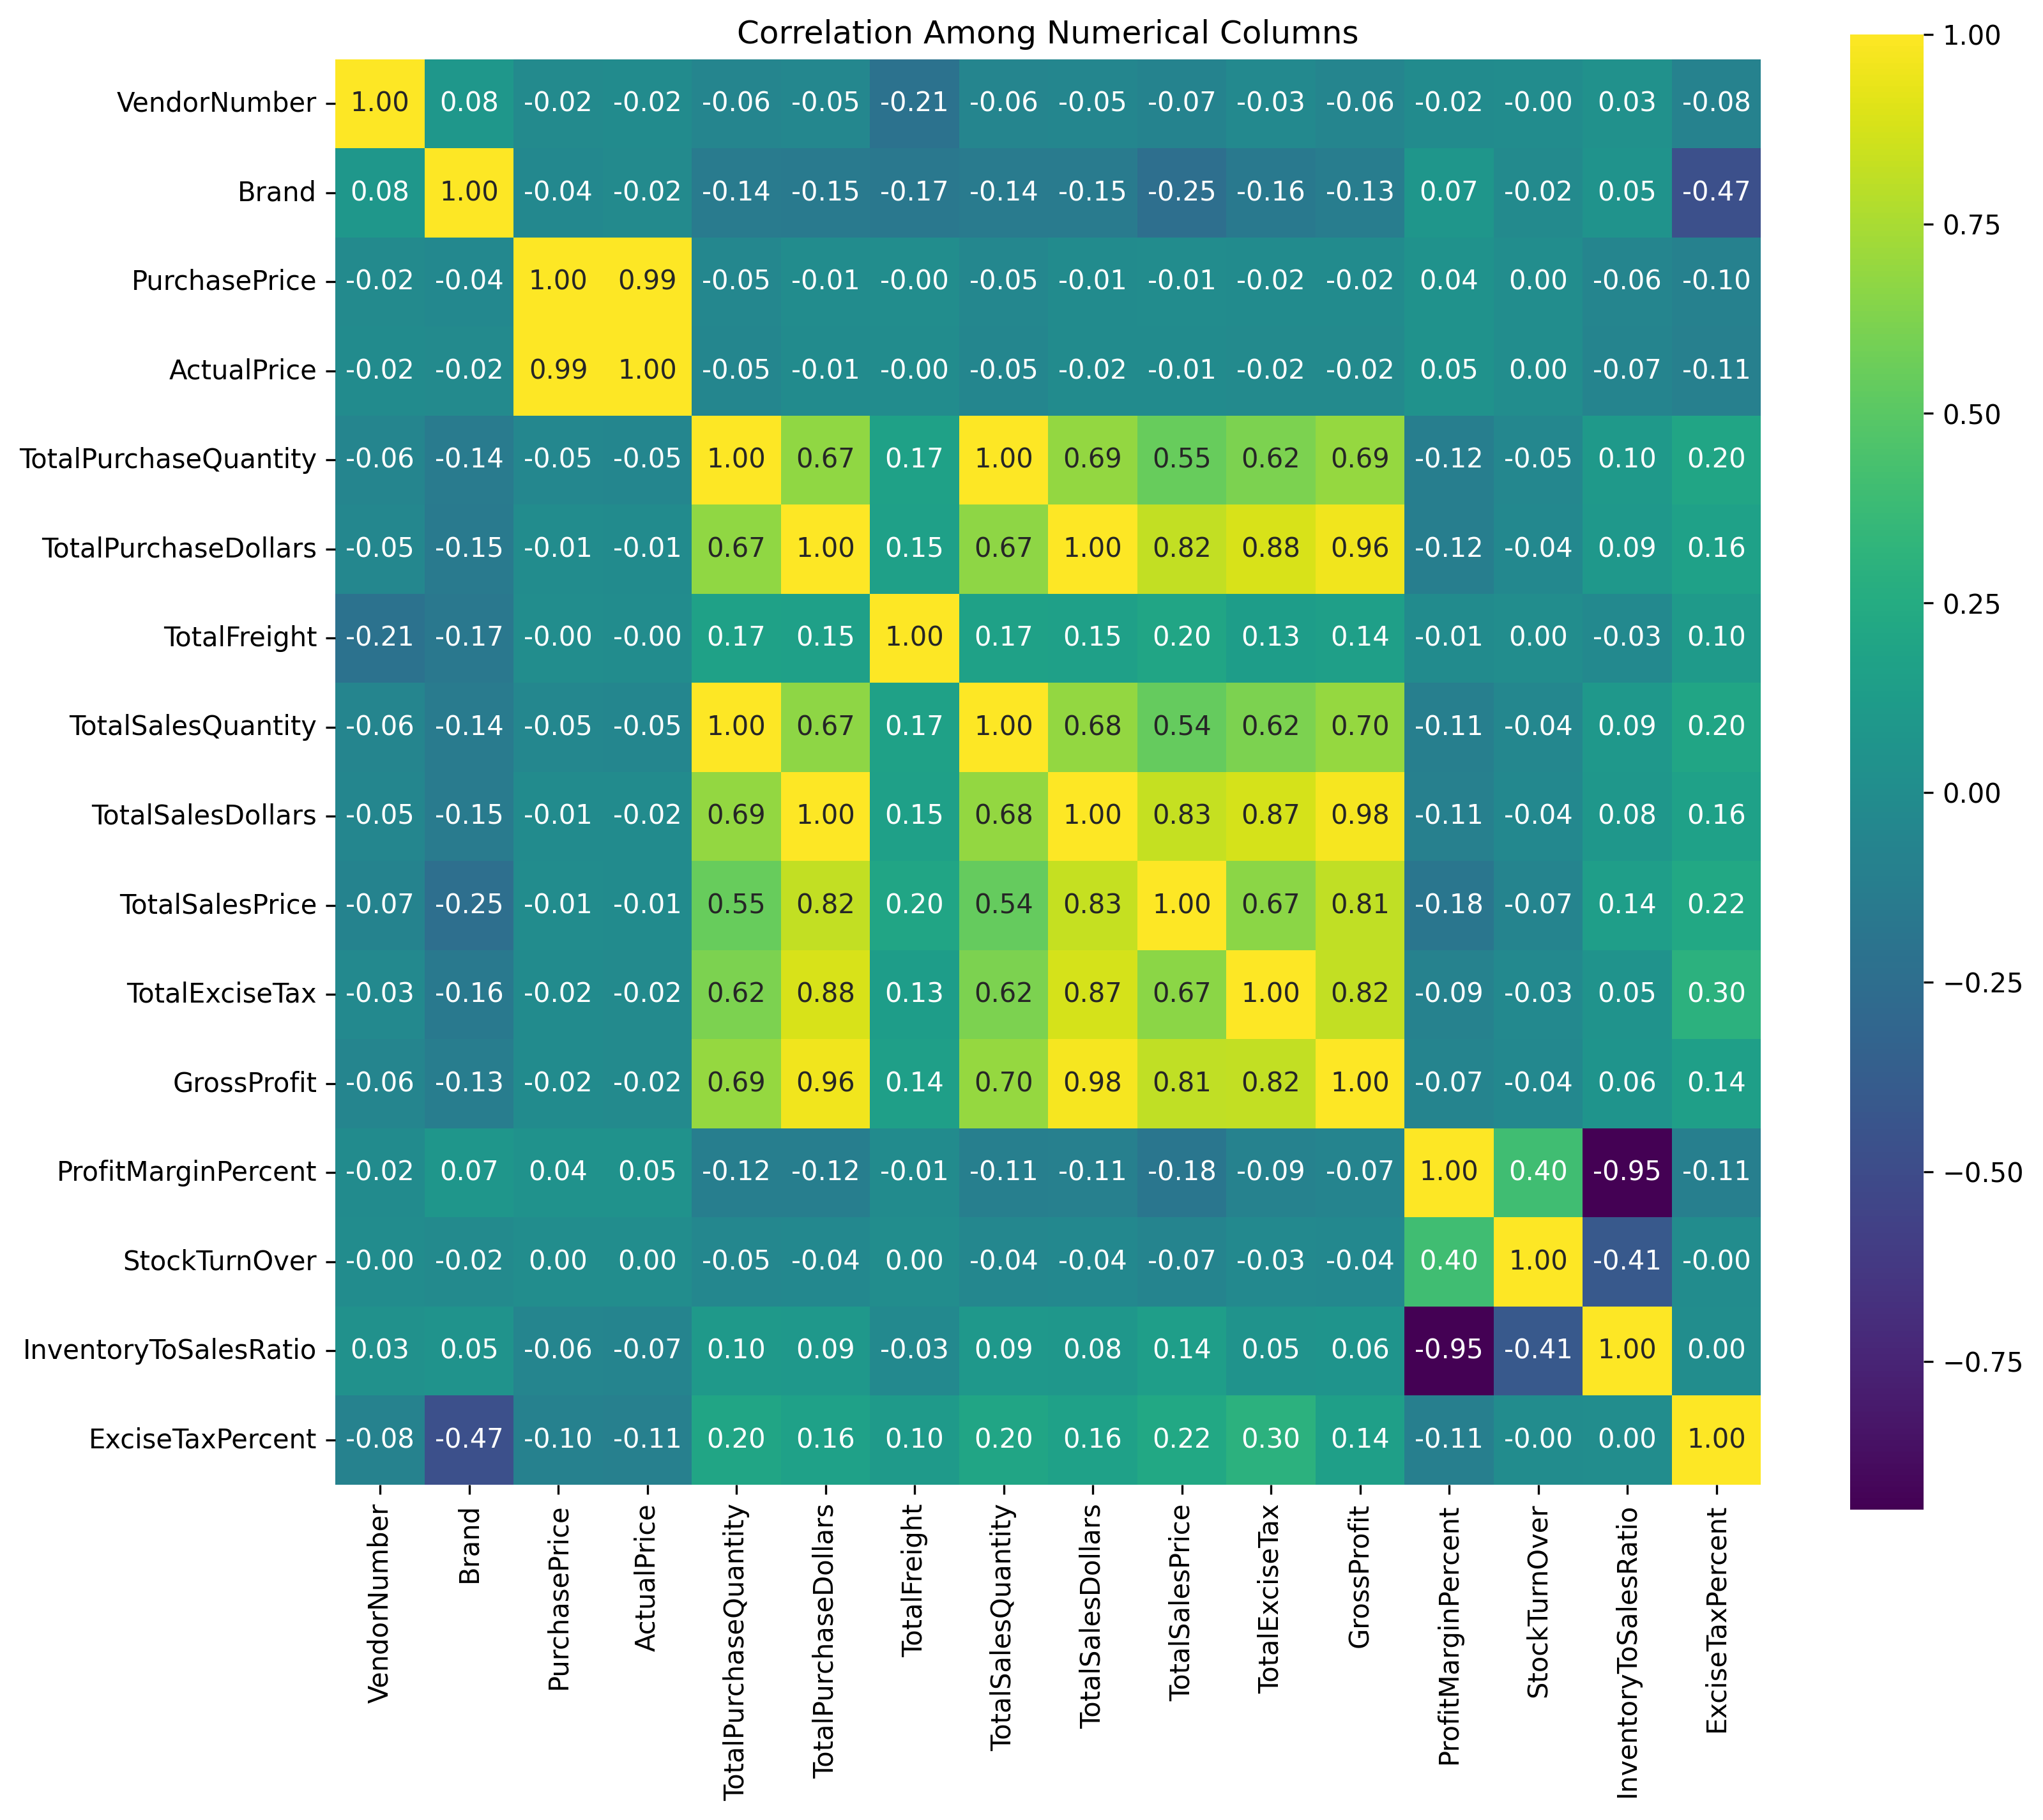 Correlation Among Numerical Columns
VendorNumber 1.00 0.08 -0.02 -0.02 -0.06 -0.05 -0.21 -0.06 -0.05 -0.07 -0.03 -0.06 -0.02 -0.00 0.03 -0.08
Brand 0.08 1.00 -0.04 -0.02 -0.14 -0.15 -0.17 -0.14 -0.15 -0.25 -0.16 -0.13 0.07 -0.02 0.05 -0.47
PurchasePrice -0.02 -0.04 1.00 0.99 -0.05 -0.01 -0.00 -0.05 -0.01 -0.01 -0.02 -0.02 0.04 0.00 -0.06 -0.10
ActualPrice -0.02 -0.02 0.99 1.00 -0.05 -0.01 -0.00 -0.05 -0.02 -0.01 -0.02 -0.02 0.05 0.00 -0.07 -0.11
TotalPurchaseQuantity -0.06 -0.14 -0.05 -0.05 1.00 0.67 0.17 1.00 0.69 0.55 0.62 0.69 -0.12 -0.05 0.10 0.20
TotalPurchaseDollars -0.05 -0.15 -0.01 -0.01 0.67 1.00 0.15 0.67 1.00 0.82 0.88 0.96 -0.12 -0.04 0.09 0.16
TotalFreight -0.21 -0.17 -0.00 -0.00 0.17 0.15 1.00 0.17 0.15 0.20 0.13 0.14 -0.01 0.00 -0.03 0.10
TotalSalesQuantity -0.06 -0.14 -0.05 -0.05 1.00 0.67 0.17 1.00 0.68 0.54 0.62 0.70 -0.11 -0.04 0.09 0.20
TotalSalesDollars -0.05 -0.15 -0.01 -0.02 0.69 1.00 0.15 0.68 1.00 0.83 0.87 0.98 -0.11 -0.04 0.08 0.16
TotalSalesPrice -0.07 -0.25 -0.01 -0.01 0.55 0.82 0.20 0.54 0.83 1.00 0.67 0.81 -0.18 -0.07 0.14 0.22
TotalExciseTax -0.03 -0.16 -0.02 -0.02 0.62 0.88 0.13 0.62 0.87 0.67 1.00 0.82 -0.09 -0.03 0.05 0.30
GrossProfit -0.06 -0.13 -0.02 -0.02 0.69 0.96 0.14 0.70 0.98 0.81 0.82 1.00 -0.07 -0.04 0.06 0.14
ProfitMarginPercent -0.02 0.07 0.04 0.05 -0.12 -0.12 -0.01 -0.11 -0.11 -0.18 -0.09 -0.07 1.00 0.40 -0.95 -0.11
StockTurnOver -0.00 -0.02 0.00 0.00 -0.05 -0.04 0.00 -0.04 -0.04 -0.07 -0.03 -0.04 0.40 1.00 -0.41 -0.00
InventoryToSalesRatio 0.03 0.05 -0.06 -0.07 0.10 0.09 -0.03 0.09 0.08 0.14 0.05 0.06 -0.95 -0.41 1.00 0.00
ExciseTaxPercent -0.08 -0.47 -0.10 -0.11 0.20 0.16 0.10 0.20 0.16 0.22 0.30 0.14 -0.11 -0.00 0.00 1.00
VendorNumber
Brand
PurchasePrice
ActualPrice
TotalPurchaseQuantity
TotalPurchaseDollars
TotalFreight
TotalSalesQuantity
TotalSalesDollars
TotalSalesPrice
TotalExciseTax
GrossProfit
ProfitMarginPercent
StockTurnOver
InventoryToSalesRatio
ExciseTaxPercent
1.00
0.75
0.50
0.25
0.00
−0.25
−0.50
−0.75